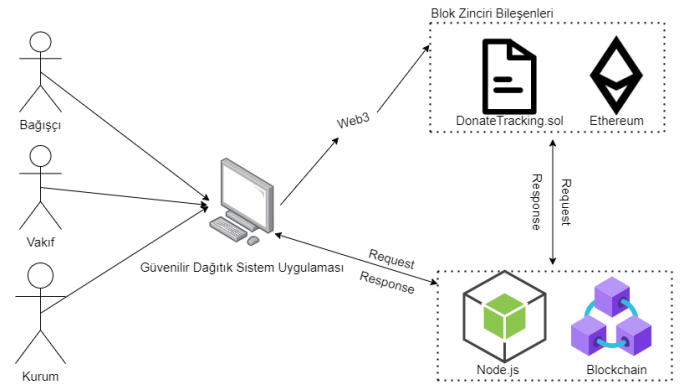 Blok Zinciri Bileşenleri
DonateTracking.sol
Ethereum
Bağışçı
Web3
Vakıf
Request
Response
Güvenilir Dağıtık Sistem Uygulaması
Request
Response
Kurum
Node.js
Blockchain